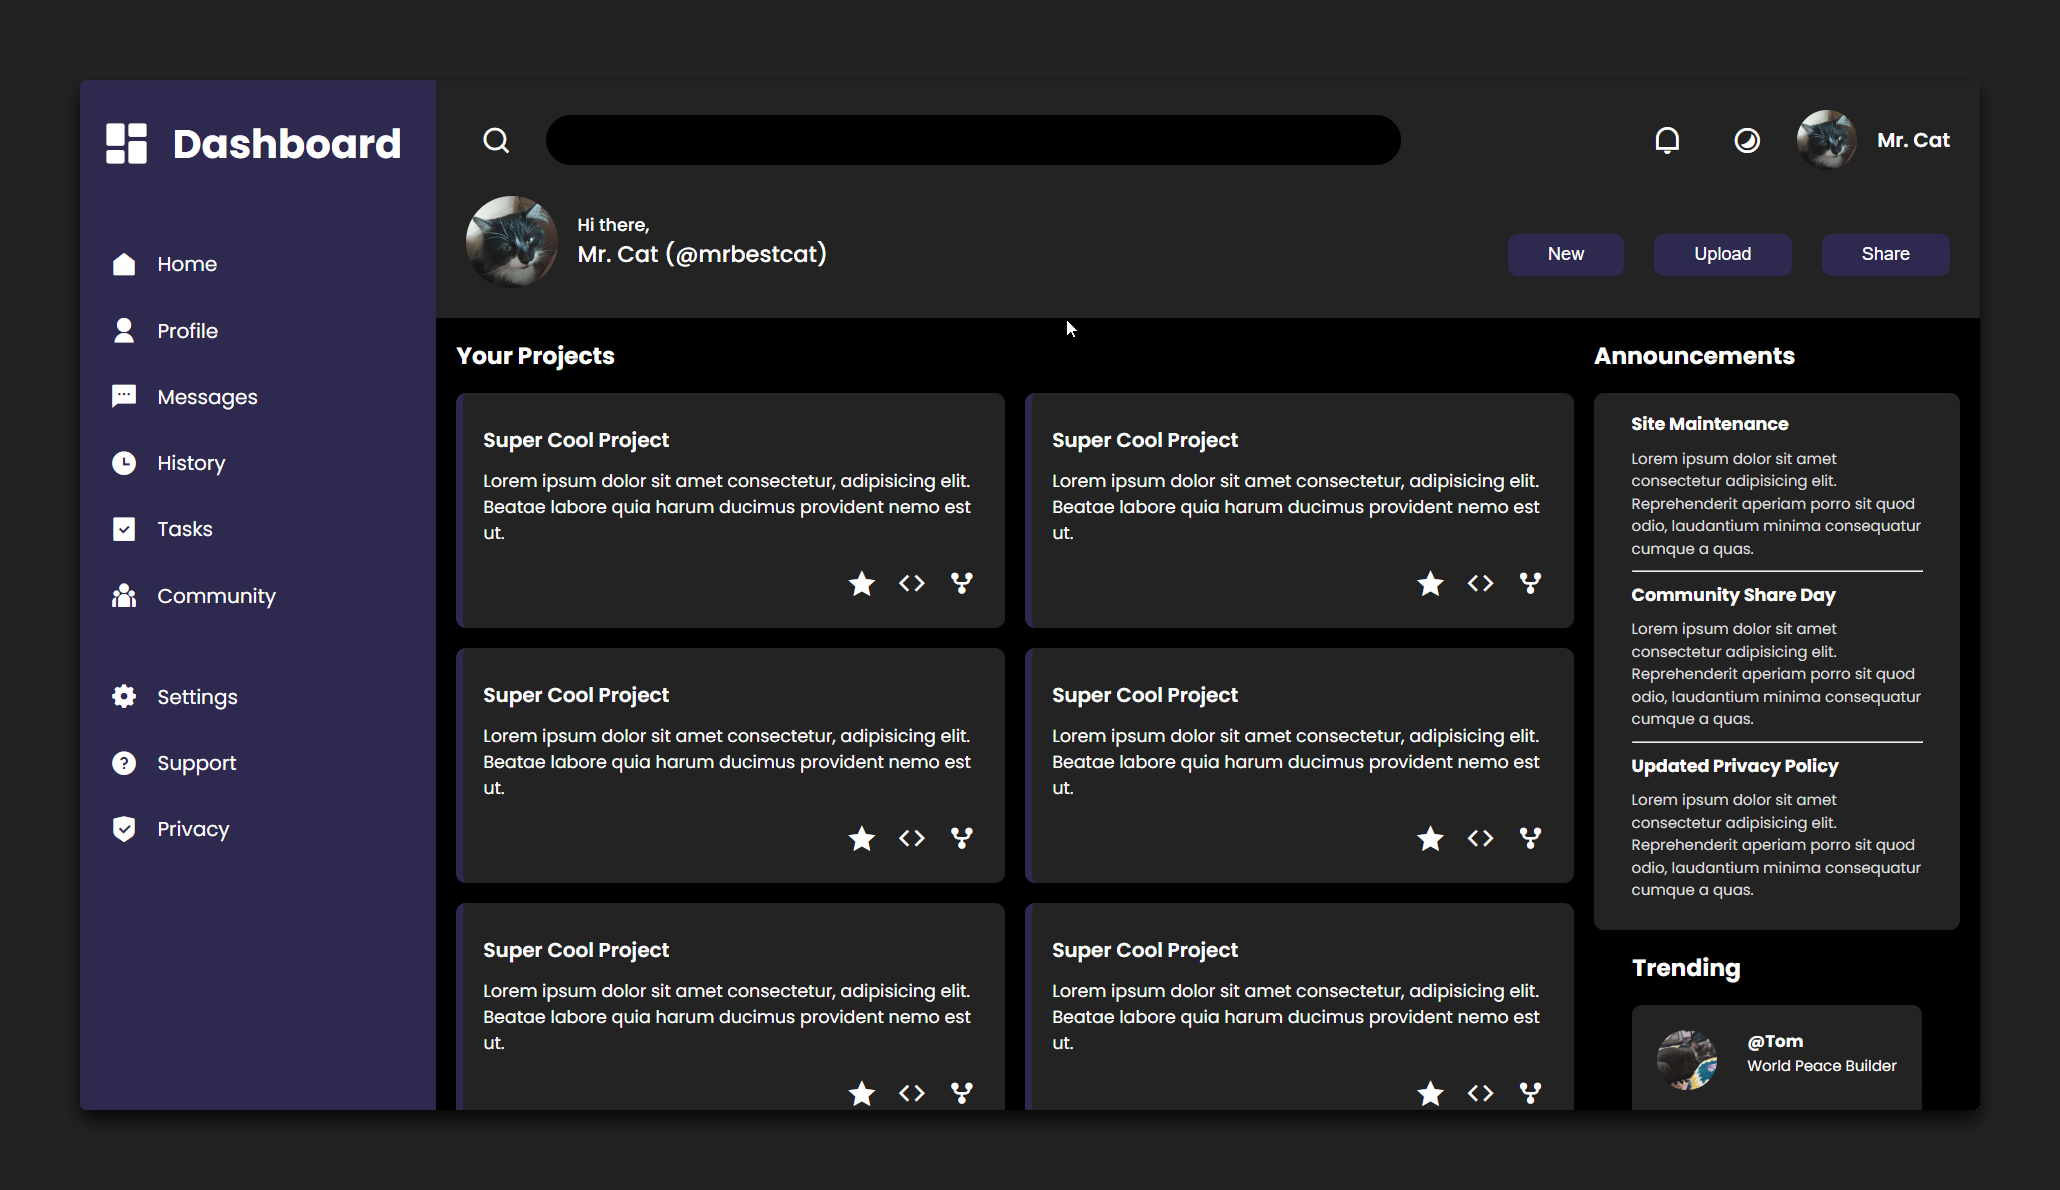 Dashboard
Home
Profile
Messages
History
Tasks
Community
Settings
Support
Privacy
Mr. Cat
Hi there,
Mr. Cat (@mrbestcat)
New
Upload
Share
Your Projects
Super Cool Project
Lorem ipsum dolor sit amet consectetur, adipisicing elit.
Beatae labore quia harum ducimus provident nemo est
ut.
Super Cool Project
Lorem ipsum dolor sit amet consectetur, adipisicing elit.
Beatae labore quia harum ducimus provident nemo est
ut.
Super Cool Project
Lorem ipsum dolor sit amet consectetur, adipisicing elit.
Beatae labore quia harum ducimus provident nemo est
ut.
Super Cool Project
Lorem ipsum dolor sit amet consectetur, adipisicing elit.
Beatae labore quia harum ducimus provident nemo est
ut.
Super Cool Project
Lorem ipsum dolor sit amet consectetur, adipisicing elit.
Beatae labore quia harum ducimus provident nemo est
ut.
Super Cool Project
Lorem ipsum dolor sit amet consectetur, adipisicing elit.
Beatae labore quia harum ducimus provident nemo est
ut.
Announcements
Site Maintenance
Lorem ipsum dolor sit amet
consectetur adipisicing elit.
Reprehenderit aperiam porro sit quod
odio, laudantium minima consequatur
cumque a quas.
Community Share Day
Lorem ipsum dolor sit amet
consectetur adipisicing elit.
Reprehenderit aperiam porro sit quod
odio, laudantium minima consequatur
cumque a quas.
Updated Privacy Policy
Lorem ipsum dolor sit amet
consectetur adipisicing elit.
Reprehenderit aperiam porro sit quod
odio, laudantium minima consequatur
cumque a quas.
Trending
@Tom
World Peace Builder